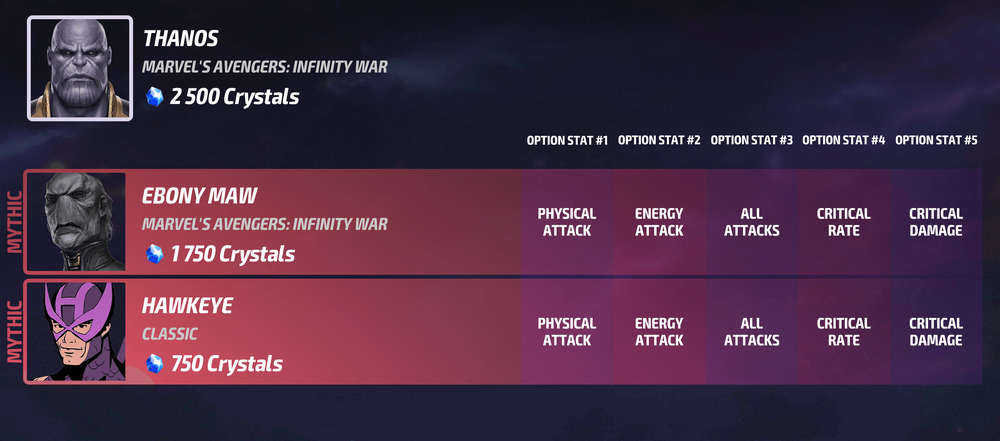 THANOS
MARVEL'S AVENGERS: INFINITY WAR
2 500 Crystals
OPTION STAT #1 OPTION STAT #2 OPTION STAT #3 OPTION STAT #4 OPTION STAT #5
MYTHIC
EBONY MAW
MARVEL'S AVENGERS: INFINITY WAR
1 750 Crystals
PHYSICAL ATTACK
ENERGY ATTACK
ALL ATTACKS
CRITICAL RATE
CRITICAL DAMAGE
MYTHIC
HAWKEYE
CLASSIC
750 Crystals
PHYSICAL ATTACK
ENERGY ATTACK
ALL ATTACKS
CRITICAL RATE
CRITICAL DAMAGE